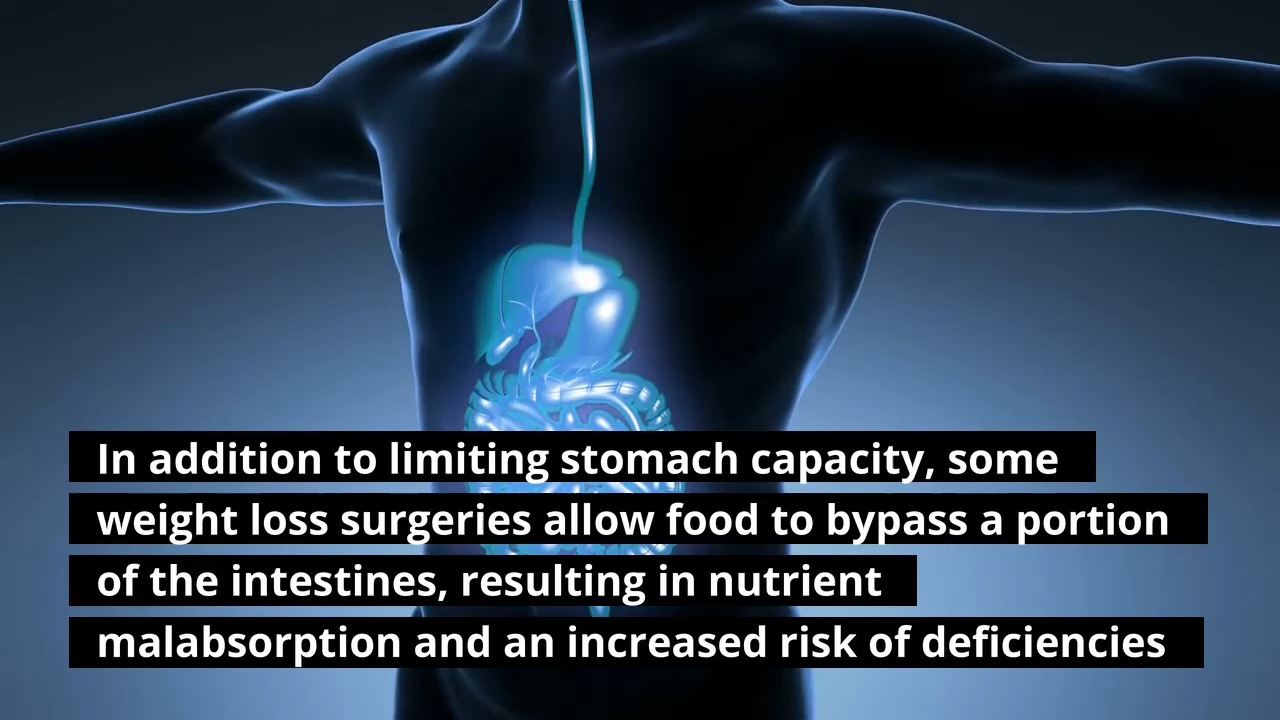 In addition to limiting stomach capacity, some
weight loss surgeries allow food to bypass a portion
of the intestines, resulting in nutrient
malabsorption and an increased risk of deficiencies